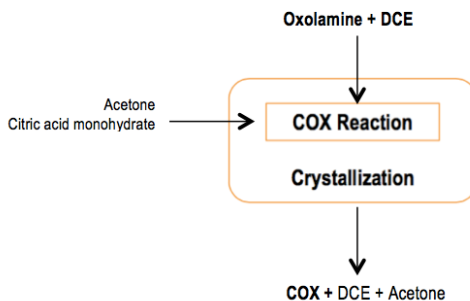 Oxolamine + DCE
Acetone
Citric acid monohydrate
COX Reaction
Crystallization
COX + DCE + Acetone